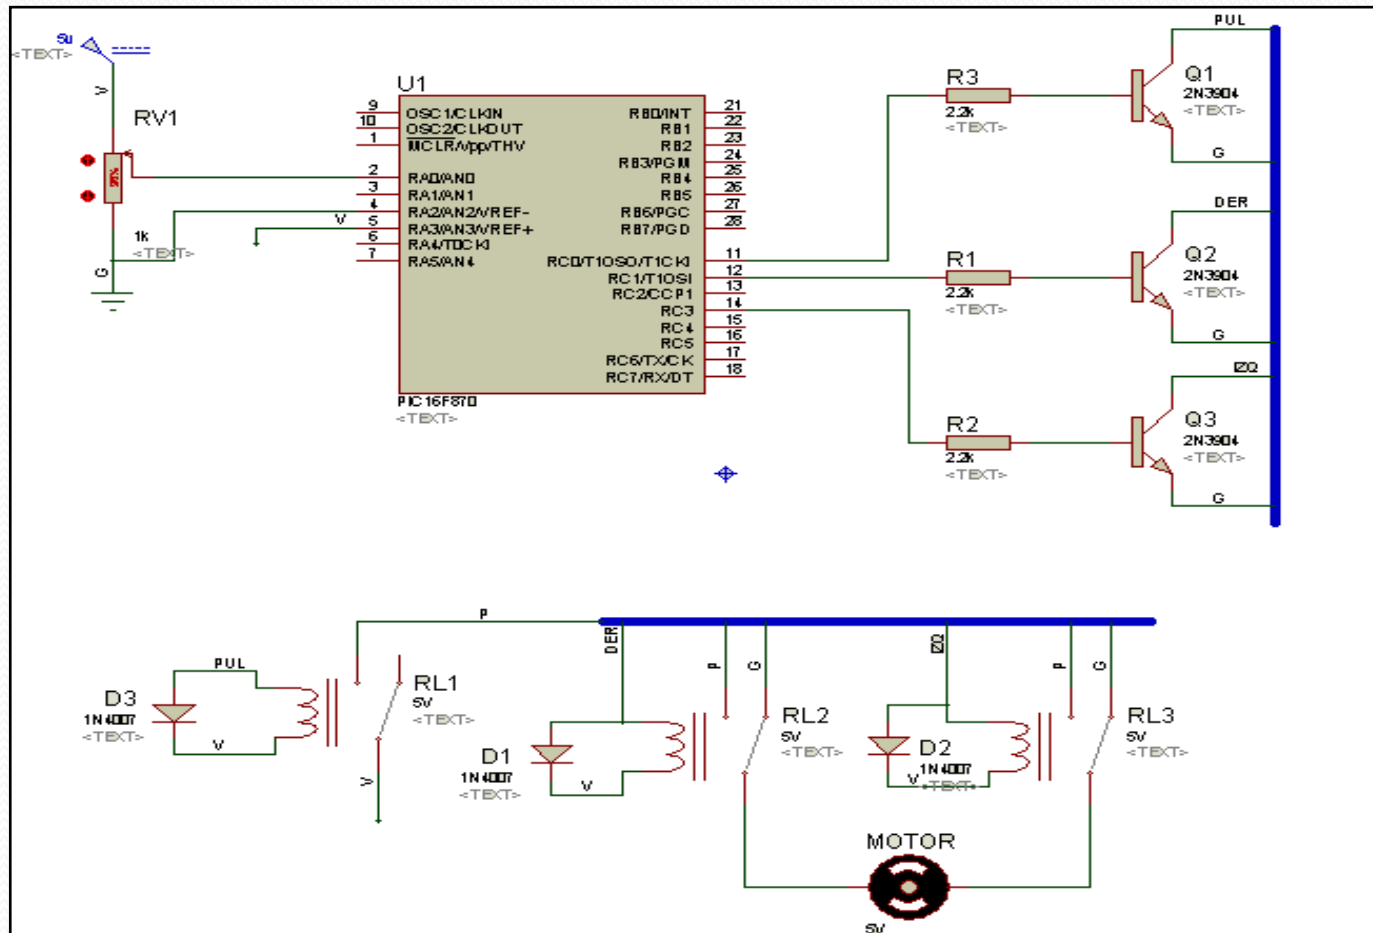 PUL
5u
<TEXT>
V
RV1
1k
<TEXT>
G
U1
9 OSC1/CLKIN
10 OSC2/CLKOUT
1 MCLR/Vpp/THV
2 RA0/AN0
3 RA1/AN1
4 RA2/AN2/VREF-
V 5 RA3/AN3/VREF+
6 RA4/T0CKI
7 RA5/AN4
RB0/INT 21
RB1 22
RB2 23
RB3/PGM 24
RB4 25
RB5 26
RB6/PGC 27
RB7/PGD 28
RC0/T1OSO/T1CKI 11
RC1/T1OSI 12
RC2/CCP1 13
RC3 14
RC4 15
RC5 16
RC6/TX/CK 17
RC7/RX/DT 18
PIC16F870
<TEXT>
R3
2.2k
<TEXT>
Q1
2N3904
<TEXT>
G
DER
R1
2.2k
<TEXT>
Q2
2N3904
<TEXT>
G
IZQ
R2
2.2k
<TEXT>
Q3
2N3904
<TEXT>
G
P
PUL
D3
1N4007
<TEXT>
V
RL1
5V
<TEXT>
V
DER
P
G
D1
1N4007
<TEXT>
V
RL2
5V
<TEXT>
IZQ
P
G
D2
1N4007
<TEXT>
V
RL3
5V
<TEXT>
MOTOR
5V